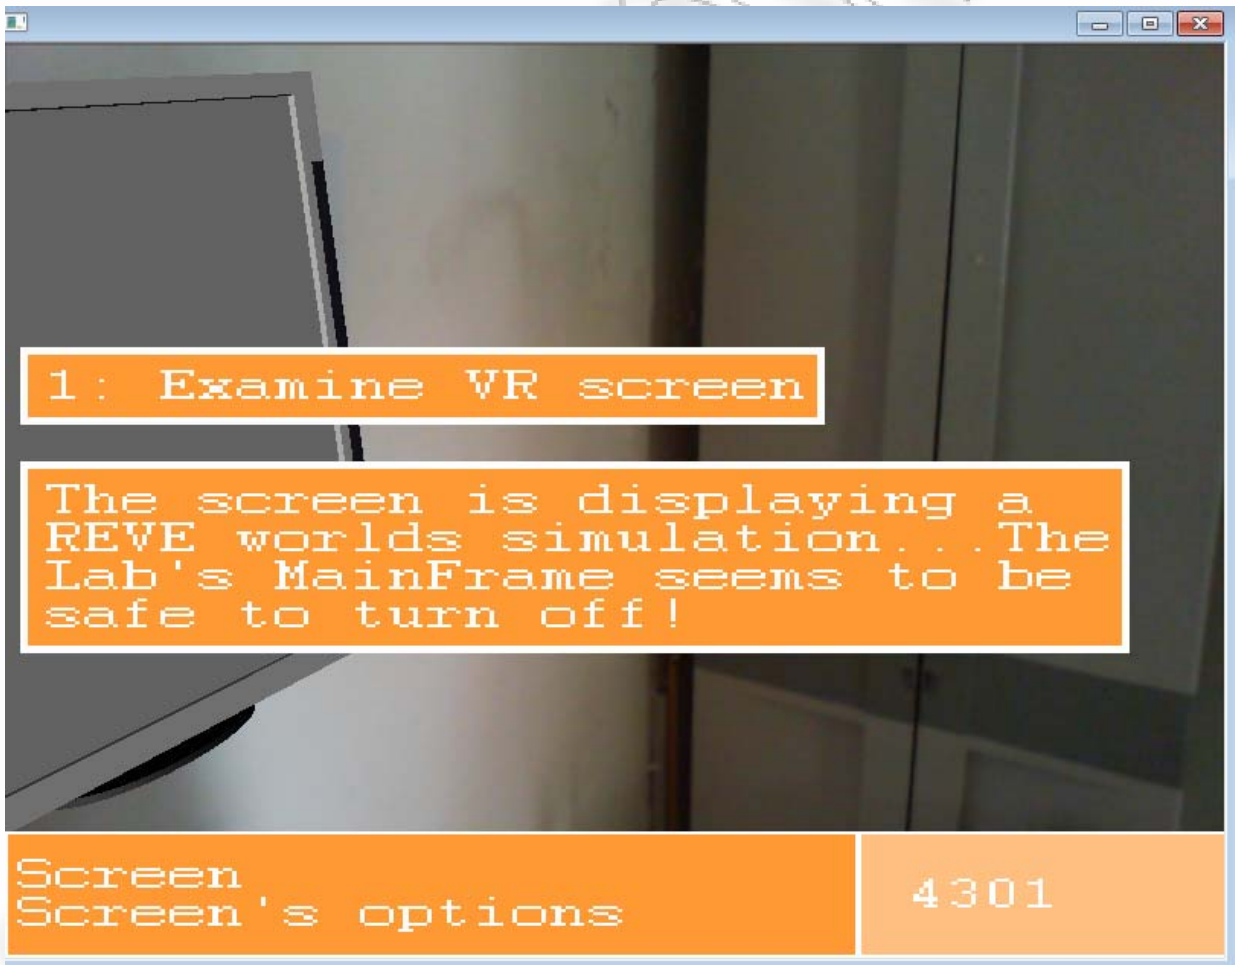 1: Examine VR screen
The screen is displaying a
REVE worlds simulation...The
Lab's MainFrame seems to be
safe to turn off!
Screen
Screen's options
4301